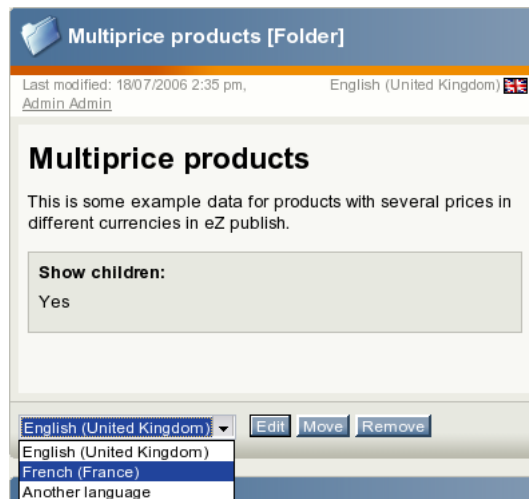 Multiprice products [Folder]
Last modified: 18/07/2006 2:35 pm, English (United Kingdom)
Admin Admin
Multiprice products
This is some example data for products with several prices in
different currencies in eZ publish.
Show children:
Yes
English (United Kingdom) Edit Move Remove
English (United Kingdom)
French (France)
Another language